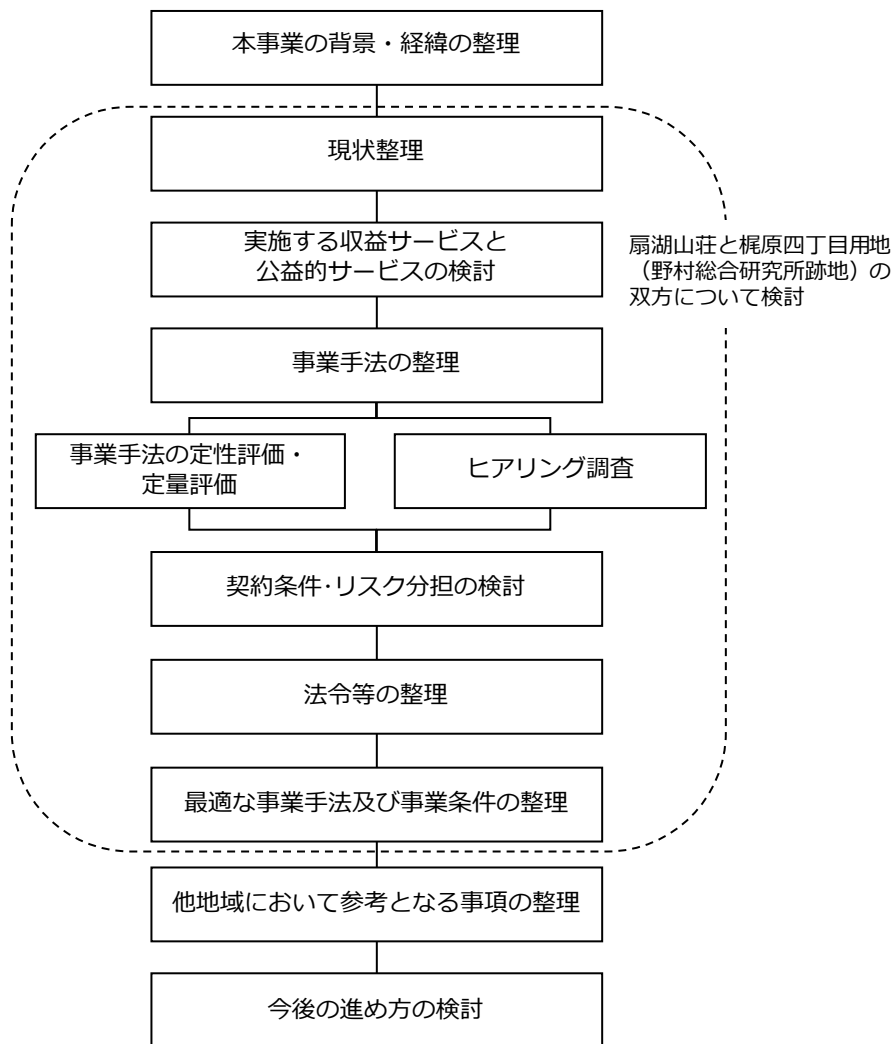 本事業の背景・経緯の整理
現状整理
実施する収益サービスと
公益的サービスの検討
扇湖山荘と梶原四丁目用地
（野村総合研究所跡地）の
双方について検討
事業手法の整理
事業手法の定性評価・
定量評価
ヒアリング調査
契約条件･リスク分担の検討
法令等の整理
最適な事業手法及び事業条件の整理
他地域において参考となる事項の整理
今後の進め方の検討